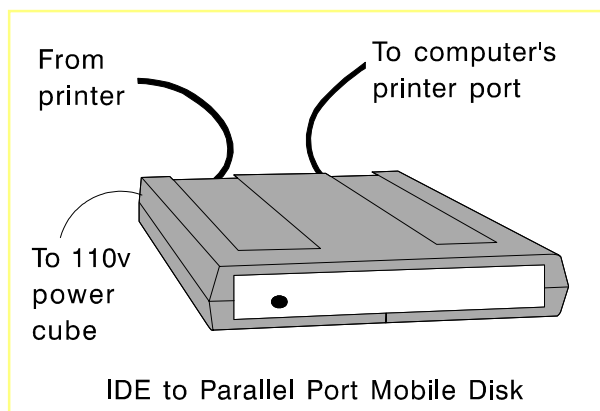 From
printer
To computer's
printer port
To 110v
power
cube
IDE to Parallel Port Mobile Disk